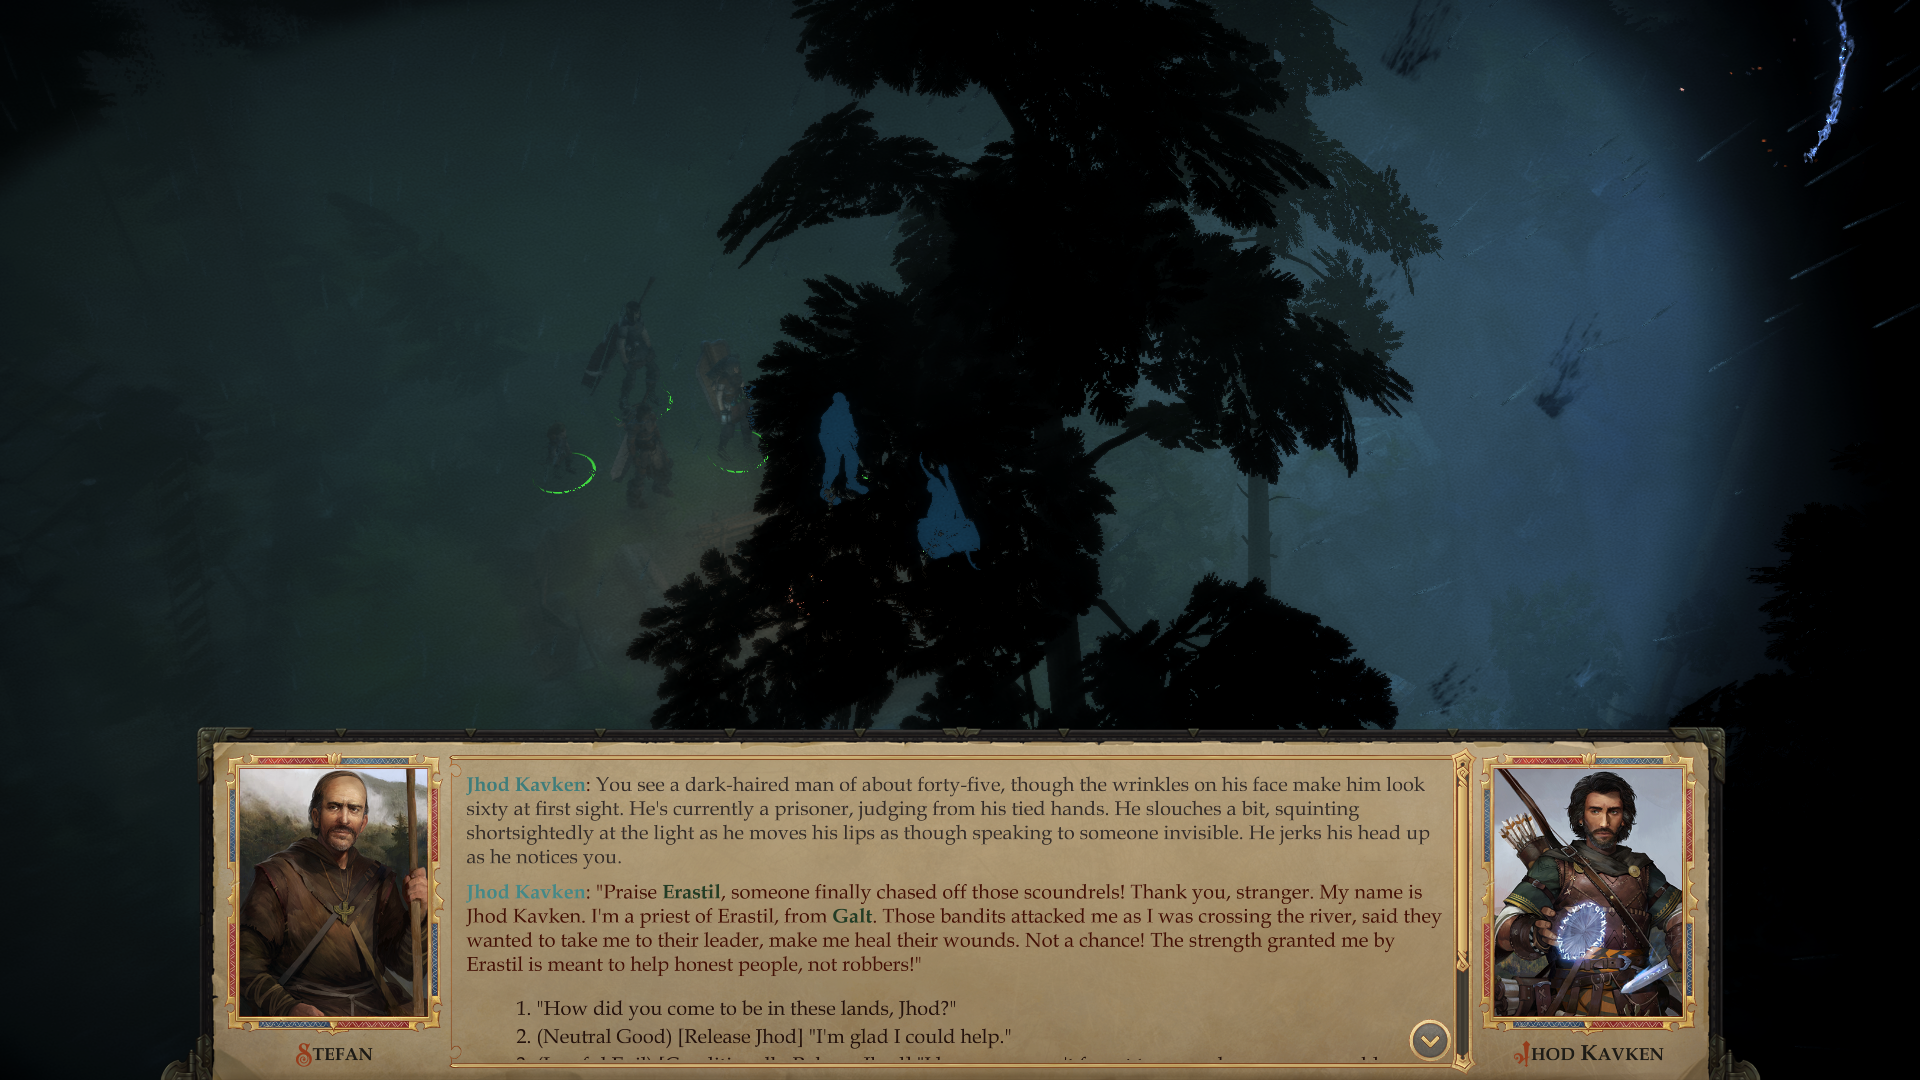 Jhod Kavken: You see a dark-haired man of about forty-five, though the wrinkles on his face make him look
sixty at first sight. He's currently a prisoner, judging from his tied hands. He slouches a bit, squinting
shortsightedly at the light as he moves his lips as though speaking to someone invisible. He jerks his head up
as he notices you.
Jhod Kavken: "Praise Erastil, someone finally chased off those scoundrels! Thank you, stranger. My name is
Jhod Kavken. I'm a priest of Erastil, from Galt. Those bandits attacked me as I was crossing the river, said they
wanted to take me to their leader, make me heal their wounds. Not a chance! The strength granted me by
Erastil is meant to help honest people, not robbers!"
1. "How did you come to be in these lands, Jhod?"
2. (Neutral Good) [Release Jhod] "I'm glad I could help."
STEFAN
JHOD KAVKEN